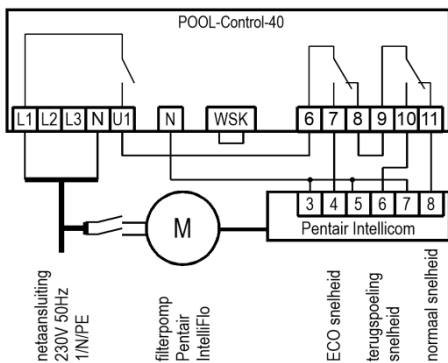 POOL-Control-40
L1 L2 L3 N U1 N WSK 6 7 8 9 10 11
3 4 5 6 7 8
Pentair Intellicom
M
netaansluiting
230V 50Hz
1/N/PE
filterpomp
Pentair
IntelliFlo
ECO snelheid
terugspoeling
snelheid
normaal snelheid